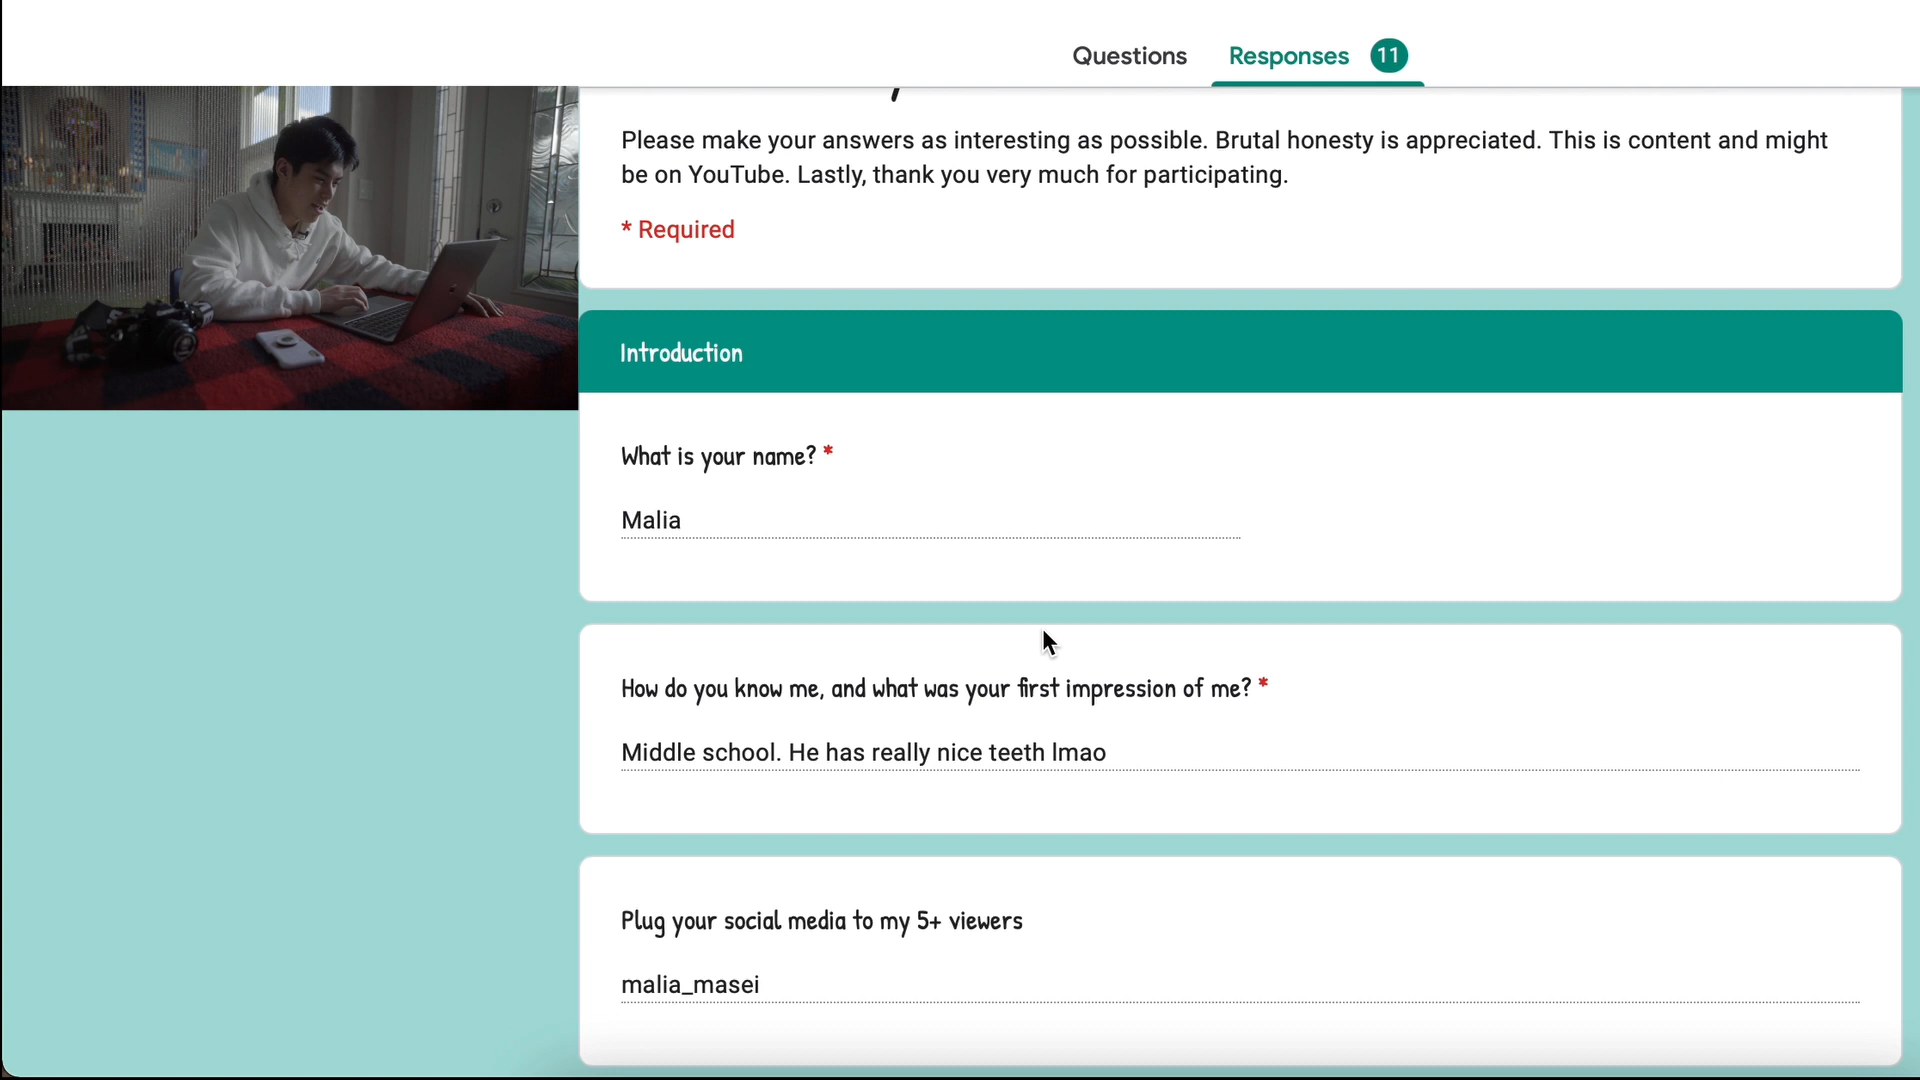 Questions
Responses 11
Please make your answers as interesting as possible. Brutal honesty is appreciated. This is content and might
be on YouTube. Lastly, thank you very much for participating.
* Required
Introduction
What is your name? *
Malia
How do you know me, and what was your first impression of me? *
Middle school. He has really nice teeth lmao
Plug your social media to my 5+ viewers
malia_masei